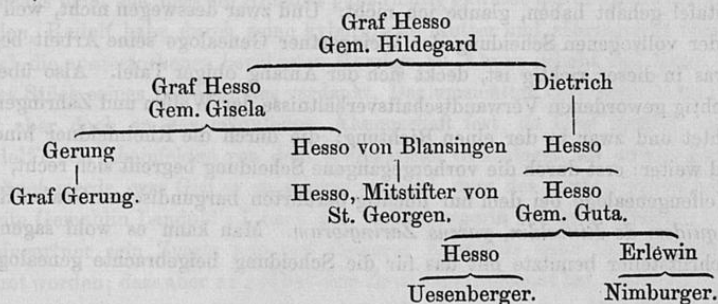 Graf Hesso
Gem. Hildegard
Graf Hesso
Gem. Gisela
Dietrich
Gerung
Hesso von Blansingen
Hesso
Graf Gerung.
Hesso, Mitstifter von
St. Georgen.
Hesso
Gem. Guta.
Hesso
Erlewin
Uesenberger.
Nimburger.